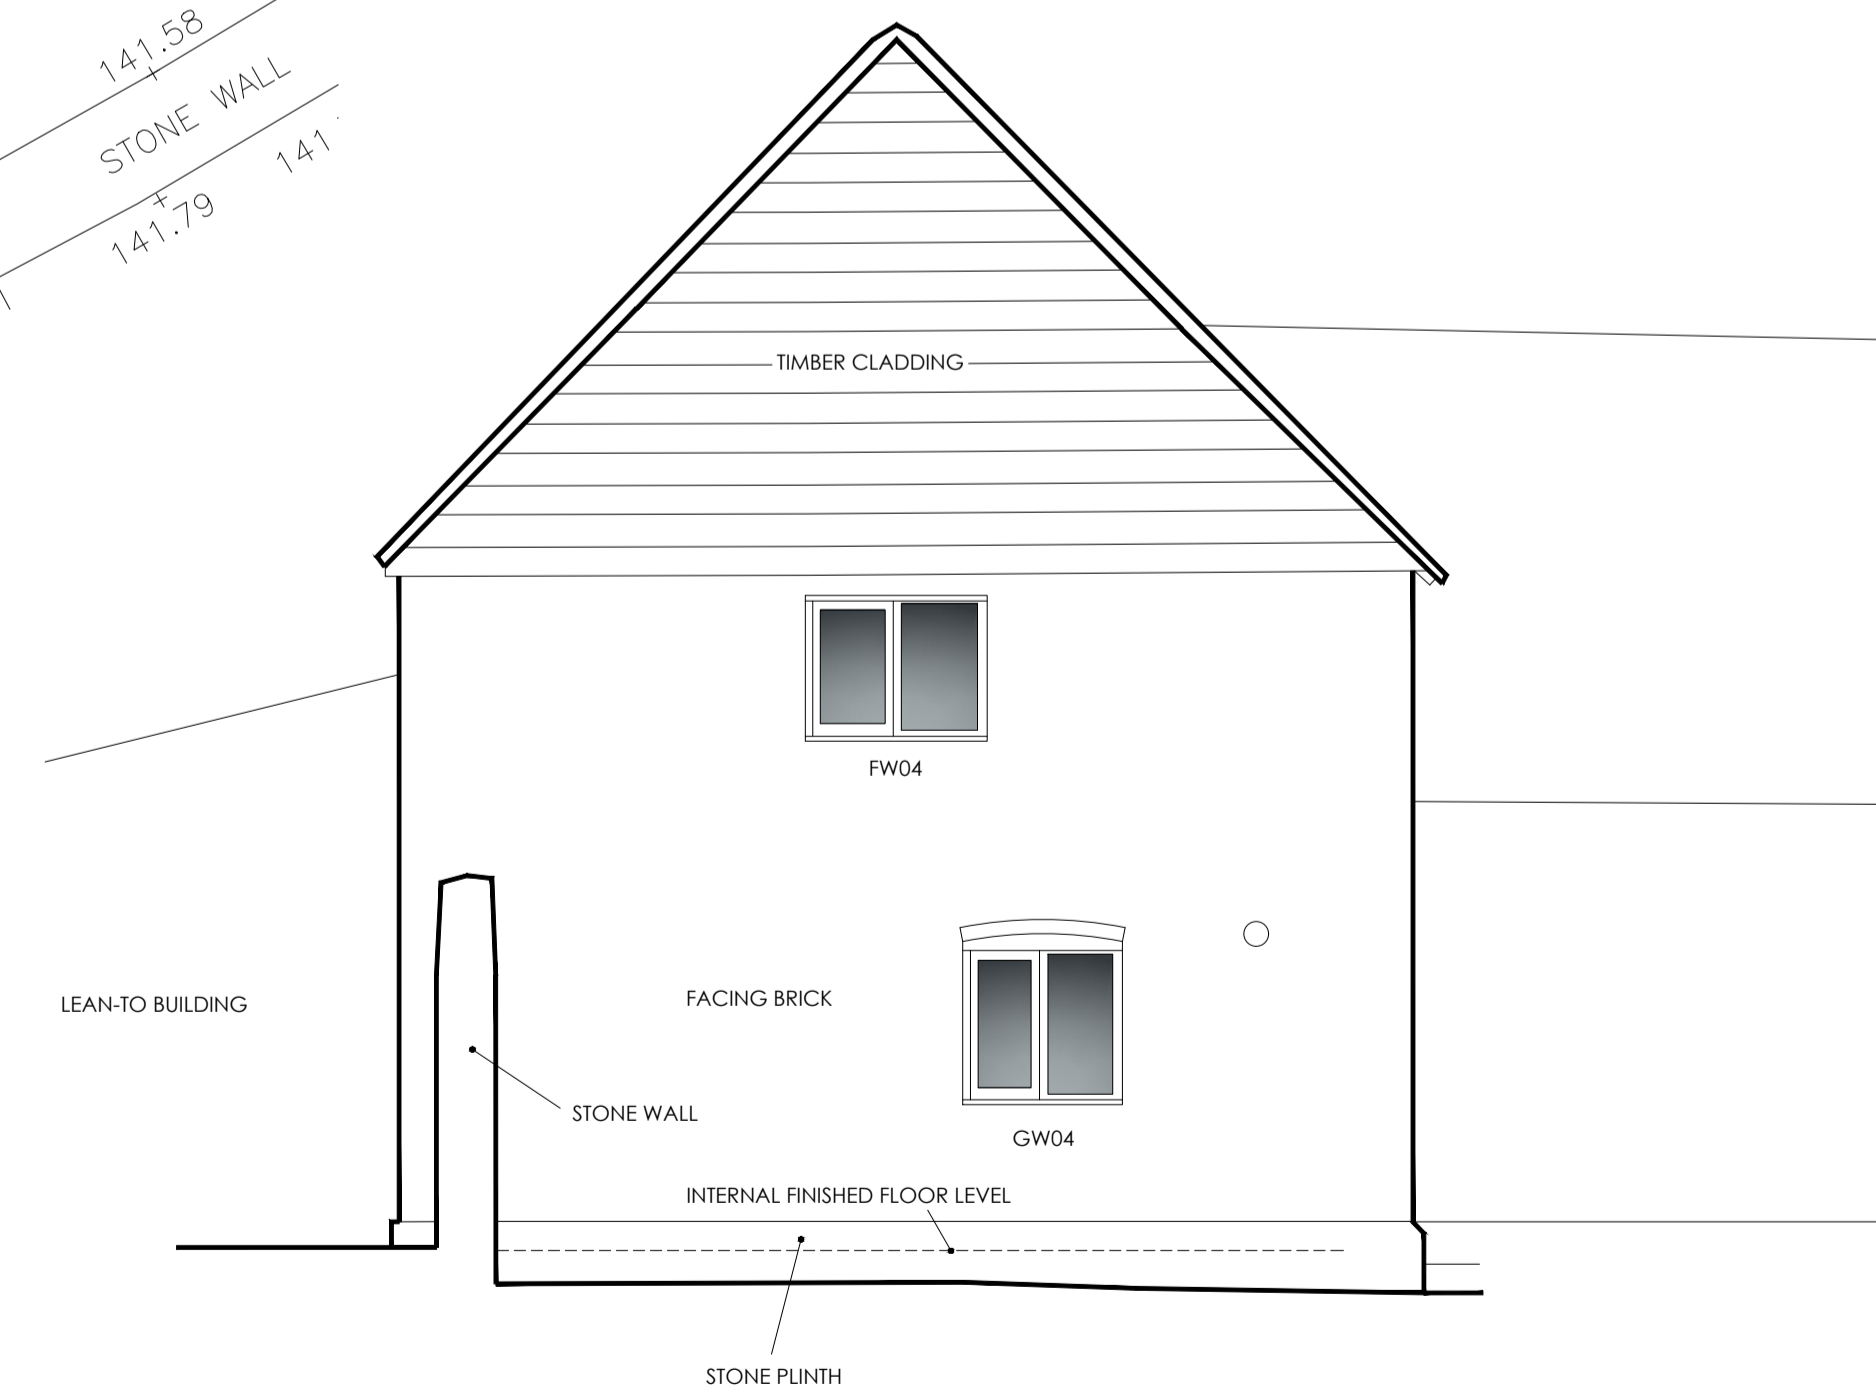 141.58
STONE WALL
141.79
141
TIMBER CLADDING
FW04
LEAN-TO BUILDING
FACING BRICK
STONE WALL
GW04
INTERNAL FINISHED FLOOR LEVEL
STONE PLINTH